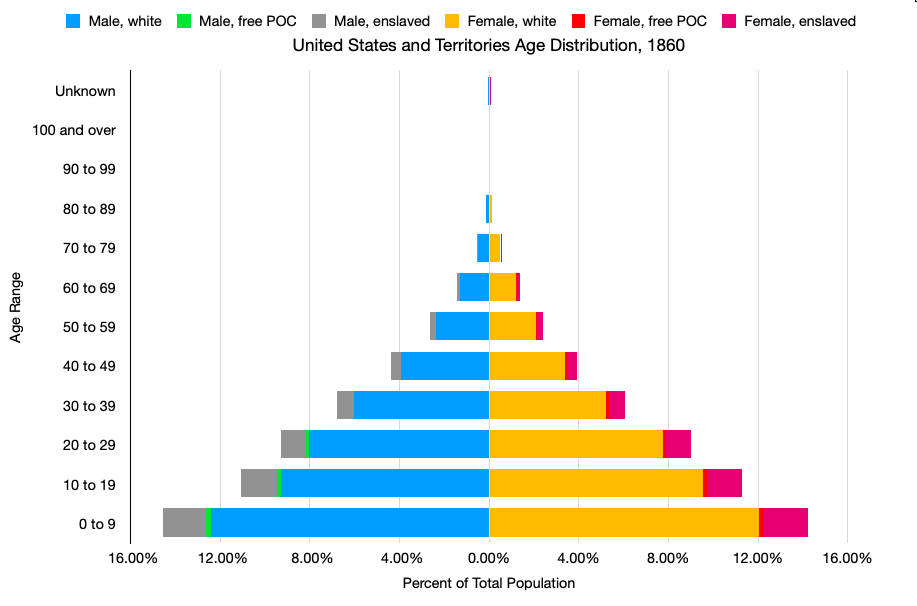 Male, white Male, free POC Male, enslaved Female, white Female, free POC Female, enslaved
United States and Territories Age Distribution, 1860
Age Range
Unknown
100 and over
90 to 99
80 to 89
70 to 79
60 to 69
50 to 59
40 to 49
30 to 39
20 to 29
10 to 19
0 to 9
16.00% 12.00% 8.00% 4.00% 0.00% 4.00% 8.00% 12.00% 16.00%
Percent of Total Population